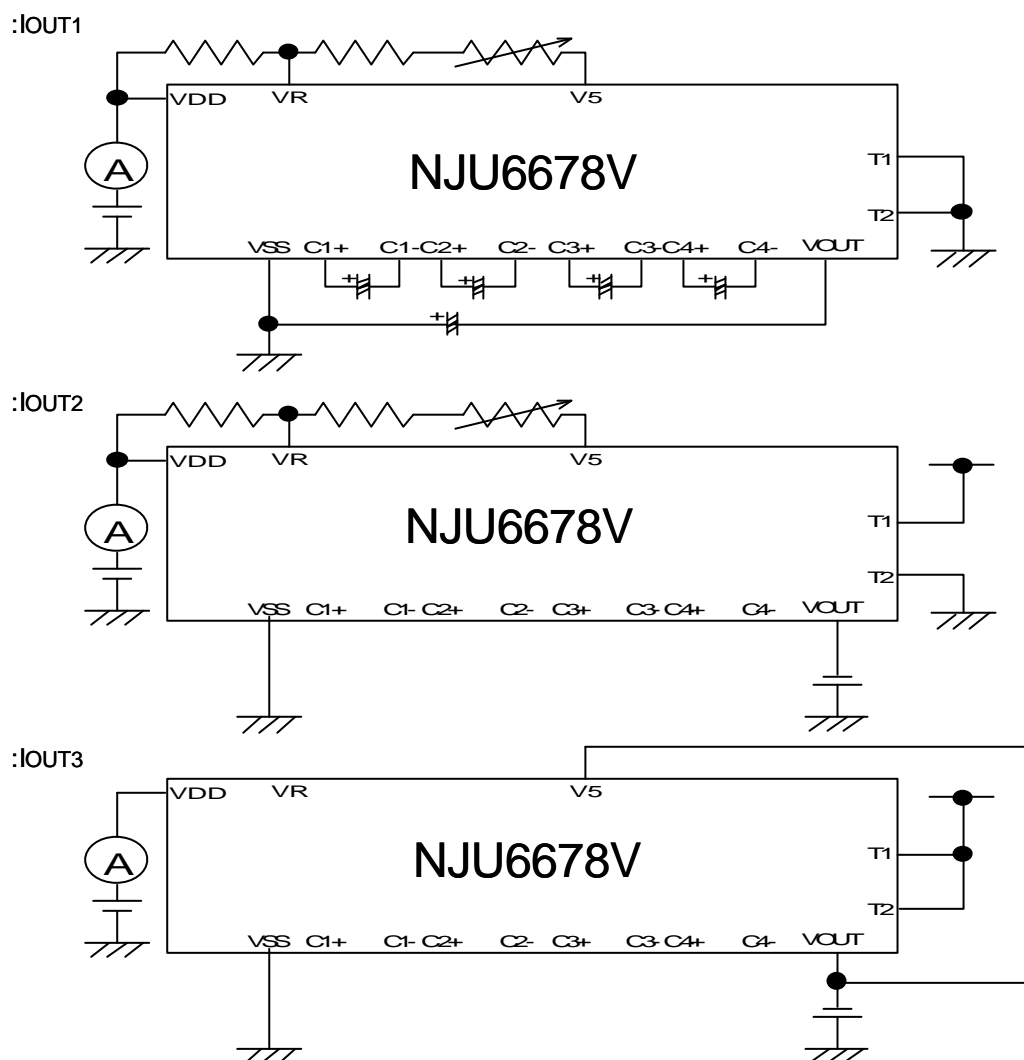 :IOUT1
VDD VR V5
A
NJU6678V
T1
T2
VSS C1+ C1- C2+ C2- C3+ C3- C4+ C4- VOUT
+ + + +
+
:IOUT2
VDD VR V5
A
NJU6678V
T1
T2
VSS C1+ C1- C2+ C2- C3+ C3- C4+ C4- VOUT
:IOUT3
VDD VR V5
A
NJU6678V
T1
T2
VSS C1+ C1- C2+ C2- C3+ C3- C4+ C4- VOUT